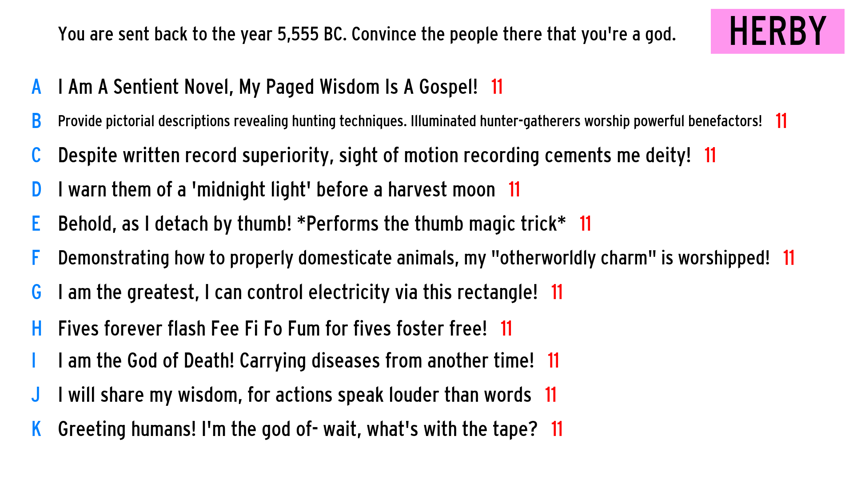 You are sent back to the year 5,555 BC. Convince the people there that you're a god.
HERBY
A I Am A Sentient Novel, My Paged Wisdom Is A Gospel! 11
B Provide pictorial descriptions revealing hunting techniques. Illuminated hunter-gatherers worship powerful benefactors! 11
C Despite written record superiority, sight of motion recording cements me deity! 11
D I warn them of a 'midnight light' before a harvest moon 11
E Behold, as I detach by thumb! *Performs the thumb magic trick* 11
F Demonstrating how to properly domesticate animals, my "otherworldly charm" is worshipped! 11
G I am the greatest, I can control electricity via this rectangle! 11
H Fives forever flash Fee Fi Fo Fum for fives foster free! 11
I I am the God of Death! Carrying diseases from another time! 11
J I will share my wisdom, for actions speak louder than words 11
K Greeting humans! I'm the god of- wait, what's with the tape? 11